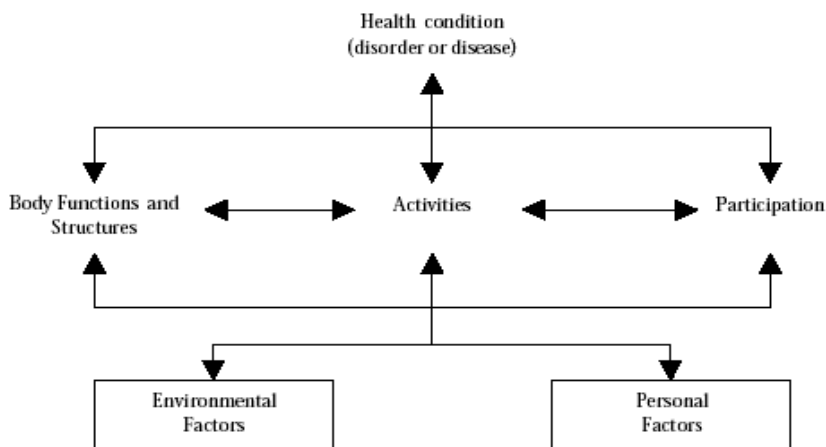 Health condition
(disorder or disease)
Body Functions and
Structures
Activities
Participation
Environmental
Factors
Personal
Factors